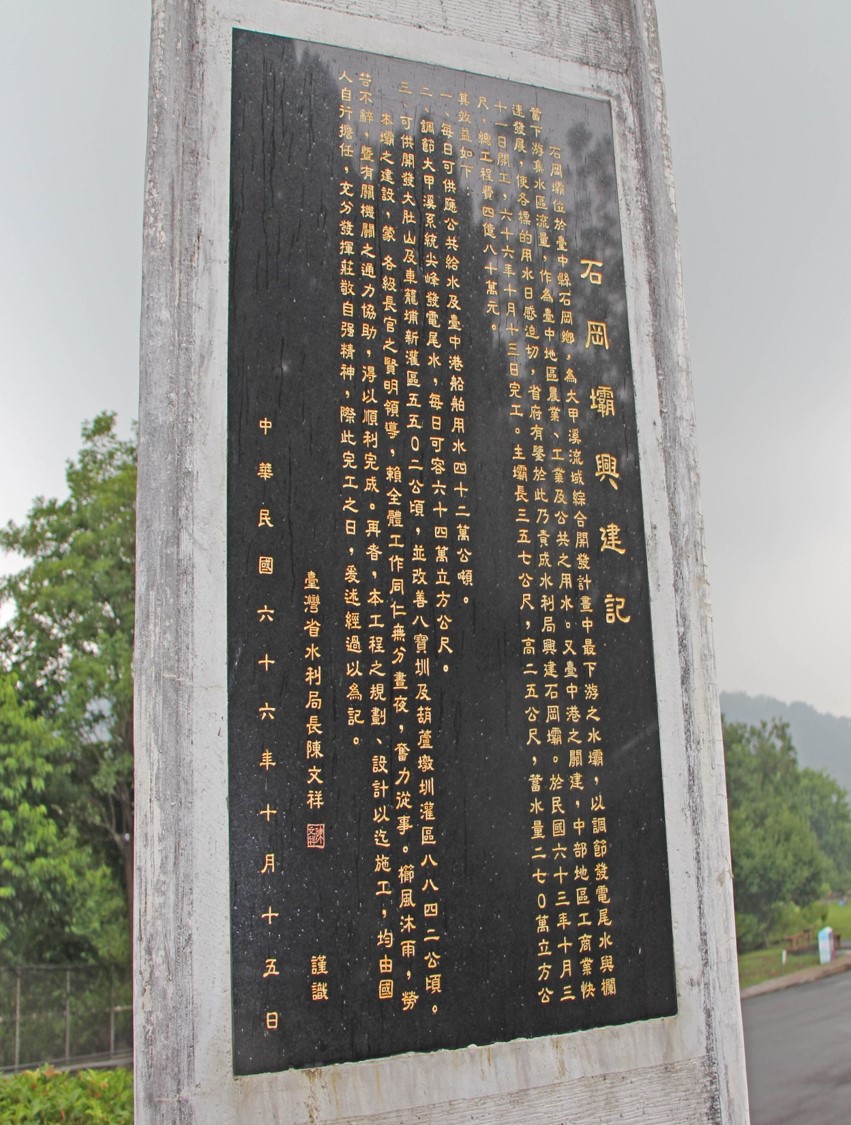 石岡壩興建記
石岡壩位於臺中縣石岡鄉，為大甲溪流域綜合開發計畫中最下游之水壩，以調節發電尾水與攔
蓄下游真水區流量，作為臺中地區農業、工業及公共之用水。又臺中港之關建，中部地區工商業快
速發展，使各標的用水日感迫切，省府有鑒於此乃責成水利局興建石岡壩。於民國六十三年十月三
十一日開工，六十六年十月十三日完工。主壩長三五七公尺，高二五公尺，蓄水量二七０萬立方公
尺，總工程費四億八十萬元。
其效益如下：
一、每日可供應公共給水及臺中港船舶用水四十二萬公噸。
二、調節大甲溪系統尖峰發電尾水，每日可容六十四萬立方公尺。
三、可供開發大肚山及車籠埔新灌區五五０二公頃，並改善八寶圳及葫蘆墩圳灌區八八四二公頃。
本壩之建設，蒙 各級長官之賢明領導，賴全體工作同仁無分晝夜，奮力從事。櫛風沐雨，勞
苦不辭，暨有關機關之通力協助，得以順利完成。再者，本工程之規劃、設計以迄施工，均由國
人自行擔任，充分發揮莊敬自強精神，際此完工之日，爰述經過以為記。
臺灣省水利局長陳文祥 謹識
中華民國六十六年十月十五日